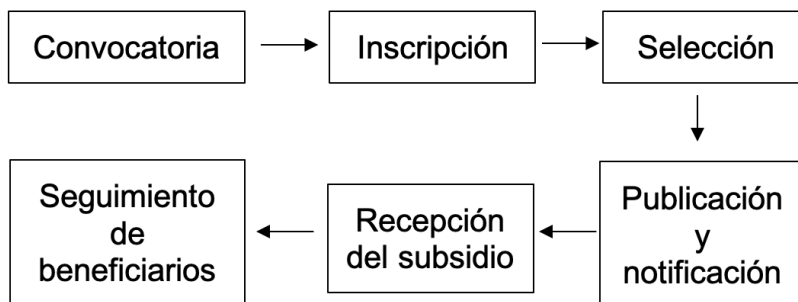 Convocatoria
Inscripción
Selección
Publicación
y
notificación
Recepción
del subsidio
Seguimiento
de
beneficiarios